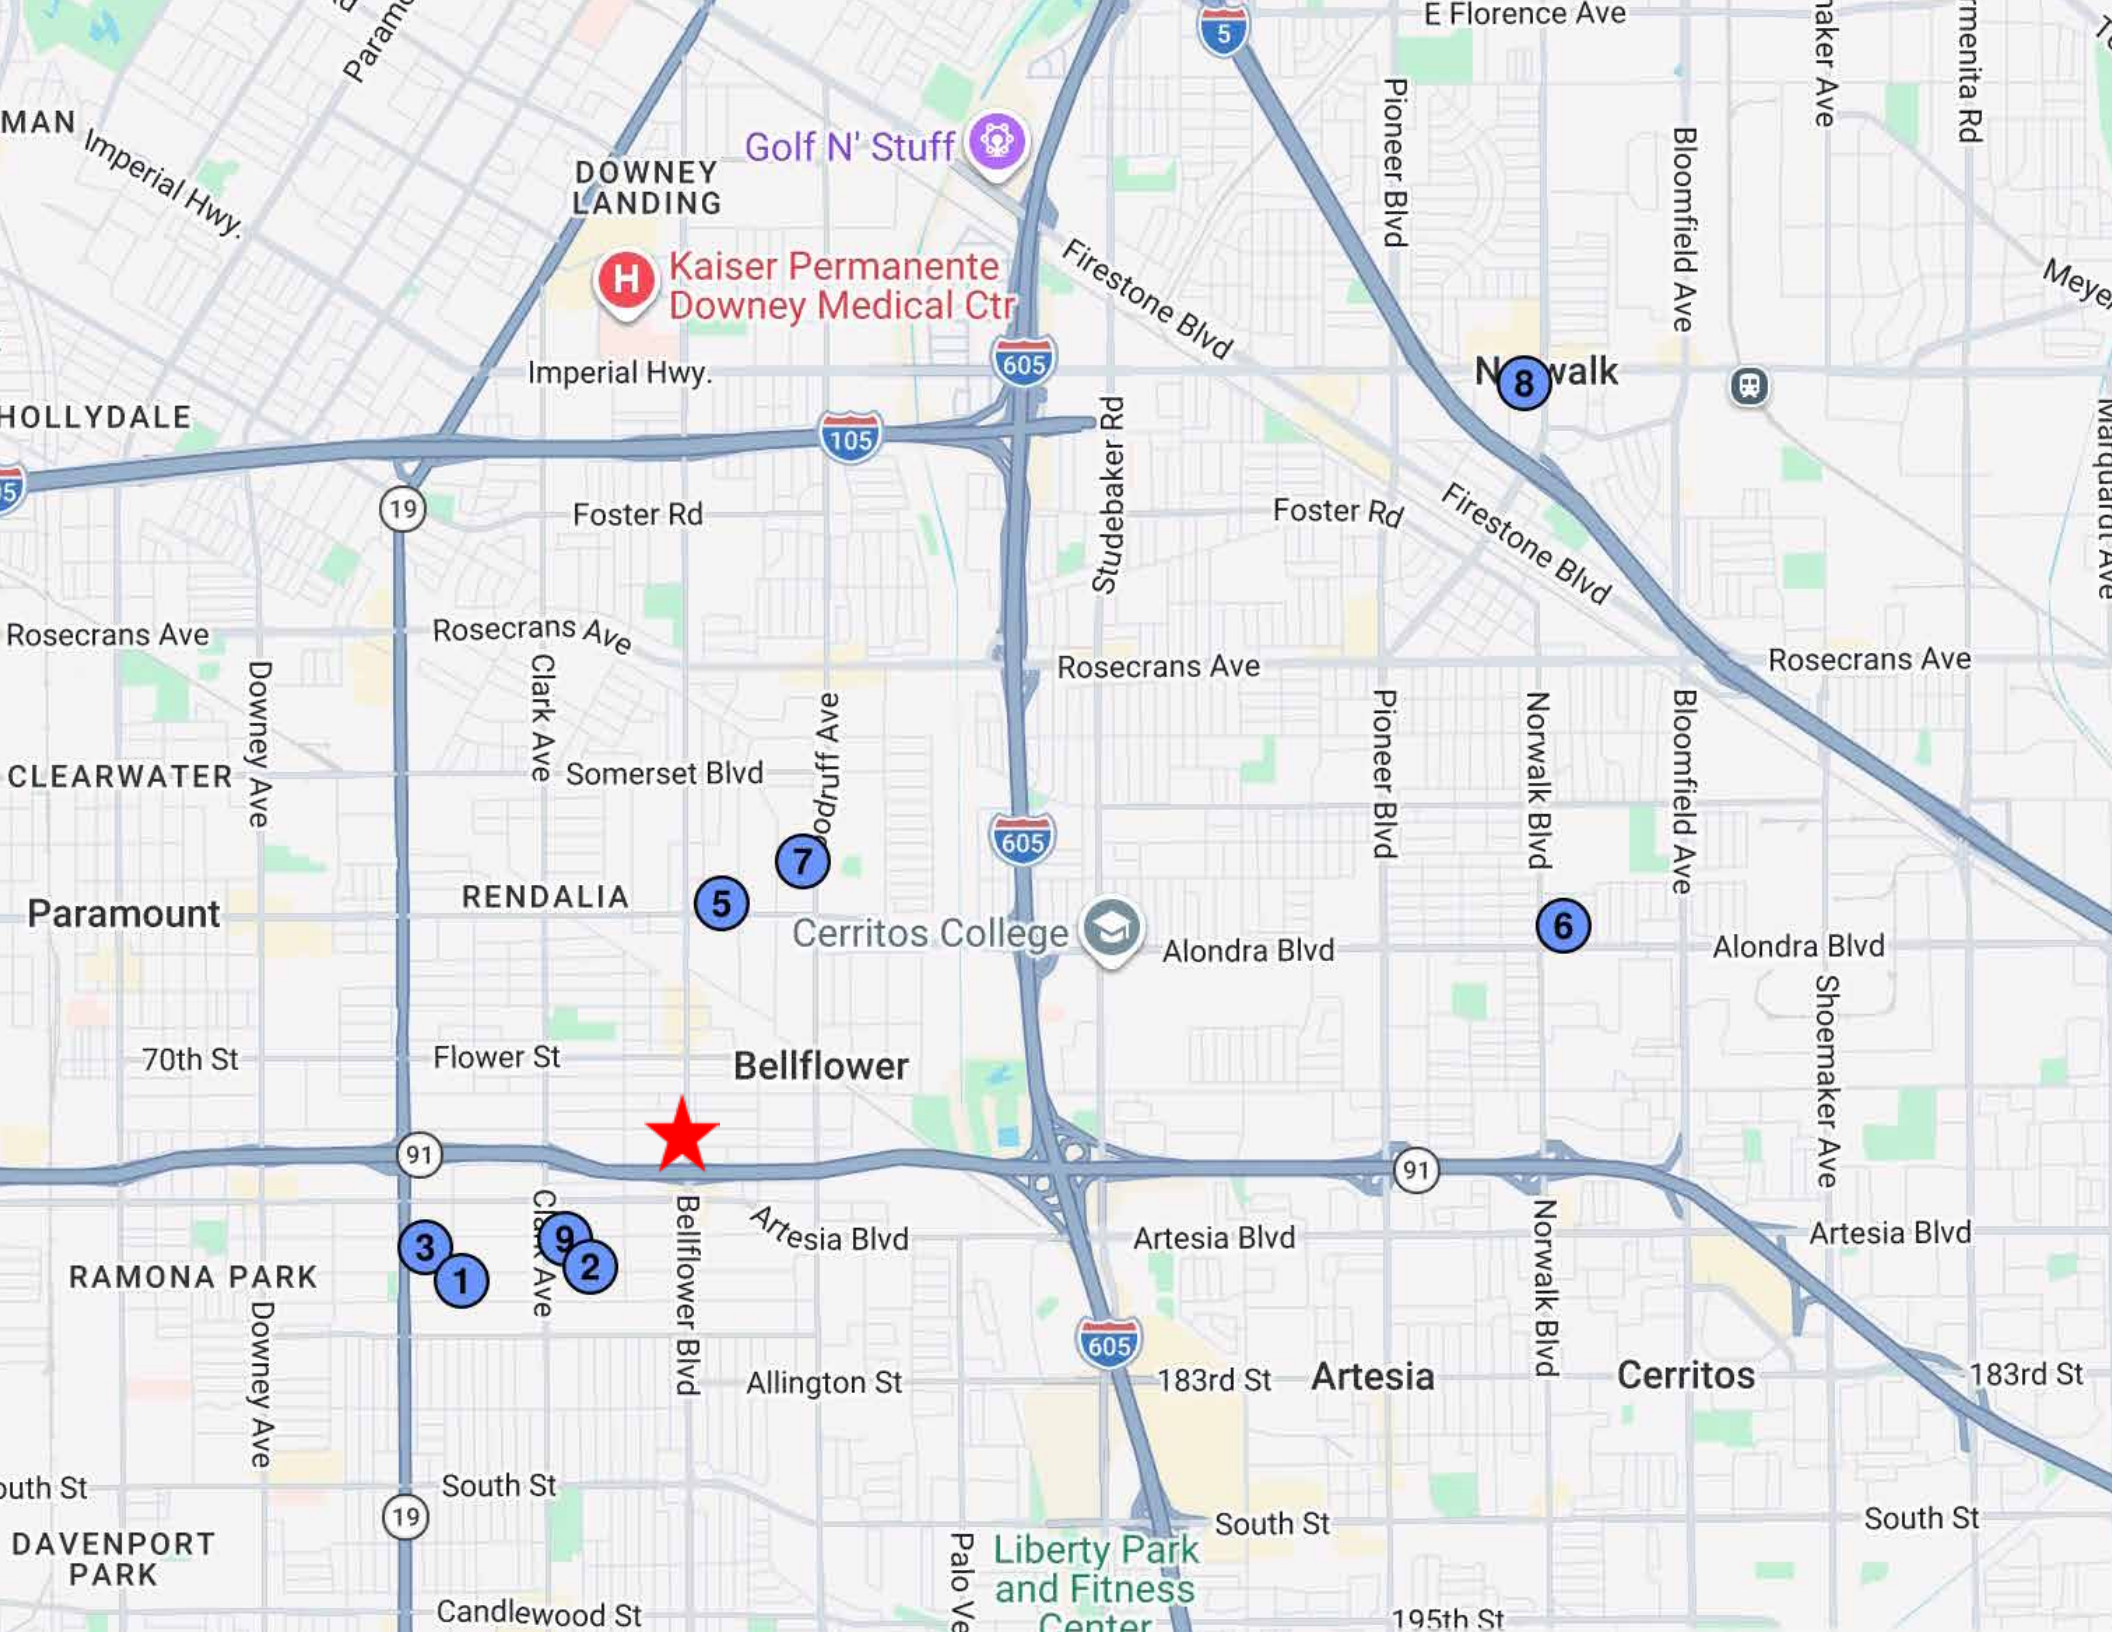 E Florence Ave
5
Pioneer Blvd
Bloomfield Ave
MAN
Imperial Hwy.
DOWNEY
LANDING
Golf N' Stuff
H
Kaiser Permanente
Downey Medical Ctr
Firestone Blvd
605
Imperial Hwy.
Studebaker Rd
8
HOLLYDALE
105
19
Foster Rd
Foster Rd
Firestone Blvd
Marquardt Ave
Rosecrans Ave
Rosecrans Ave
Rosecrans Ave
Rosecrans Ave
Downey Ave
Clark Ave
Pioneer Blvd
Norwalk Blvd
Bloomfield Ave
CLEARWATER
Somerset Blvd
605
7
5
RENDALIA
Paramount
Cerritos College
6
Alondra Blvd
Alondra Blvd
Shoemaker Ave
70th St
Flower St
Bellflower
91
91
3
1
9
2
Bellflower Blvd
Artesia Blvd
Artesia Blvd
Norwalk Blvd
Artesia Blvd
RAMONA PARK
Downey Ave
605
Allington St
183rd St
Artesia
Cerritos
183rd St
South St
19
South St
South St
DAVENPORT
PARK
Liberty Park
and Fitness
Center
Candlewood St
195th St